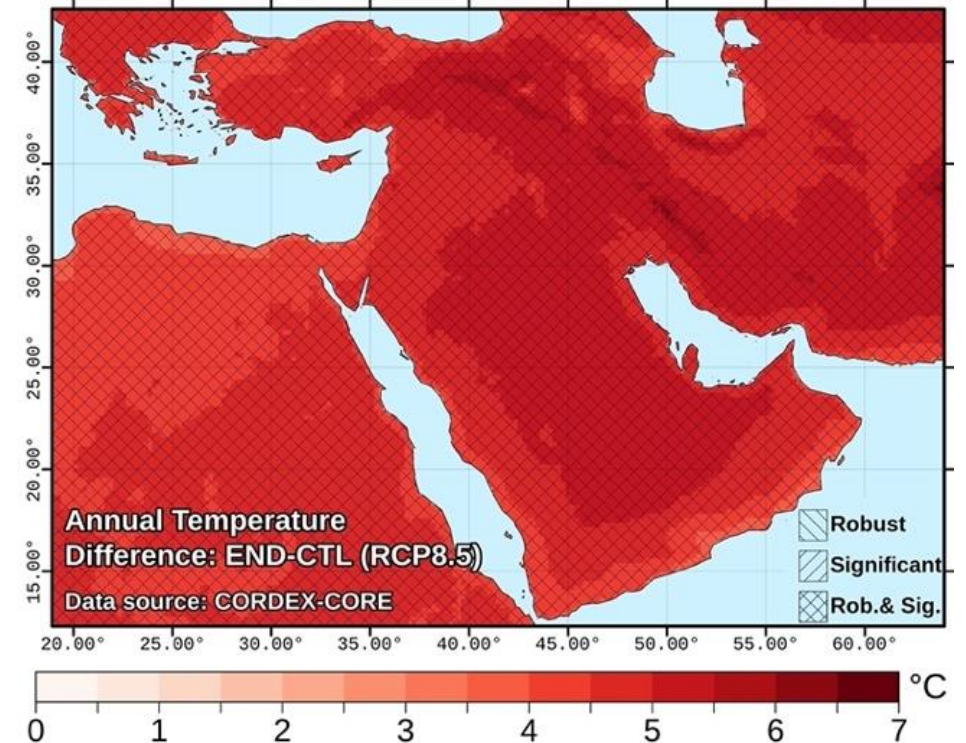 40.00°
35.00°
30.00°
25.00°
20.00°
15.00°
Annual Temperature
Difference: END-CTL (RCP8.5)
Data source: CORDEX-CORE
Robust
Significant
Rob.& Sig.
20.00° 25.00° 30.00° 35.00° 40.00° 45.00° 50.00° 55.00° 60.00°
°C
0 1 2 3 4 5 6 7